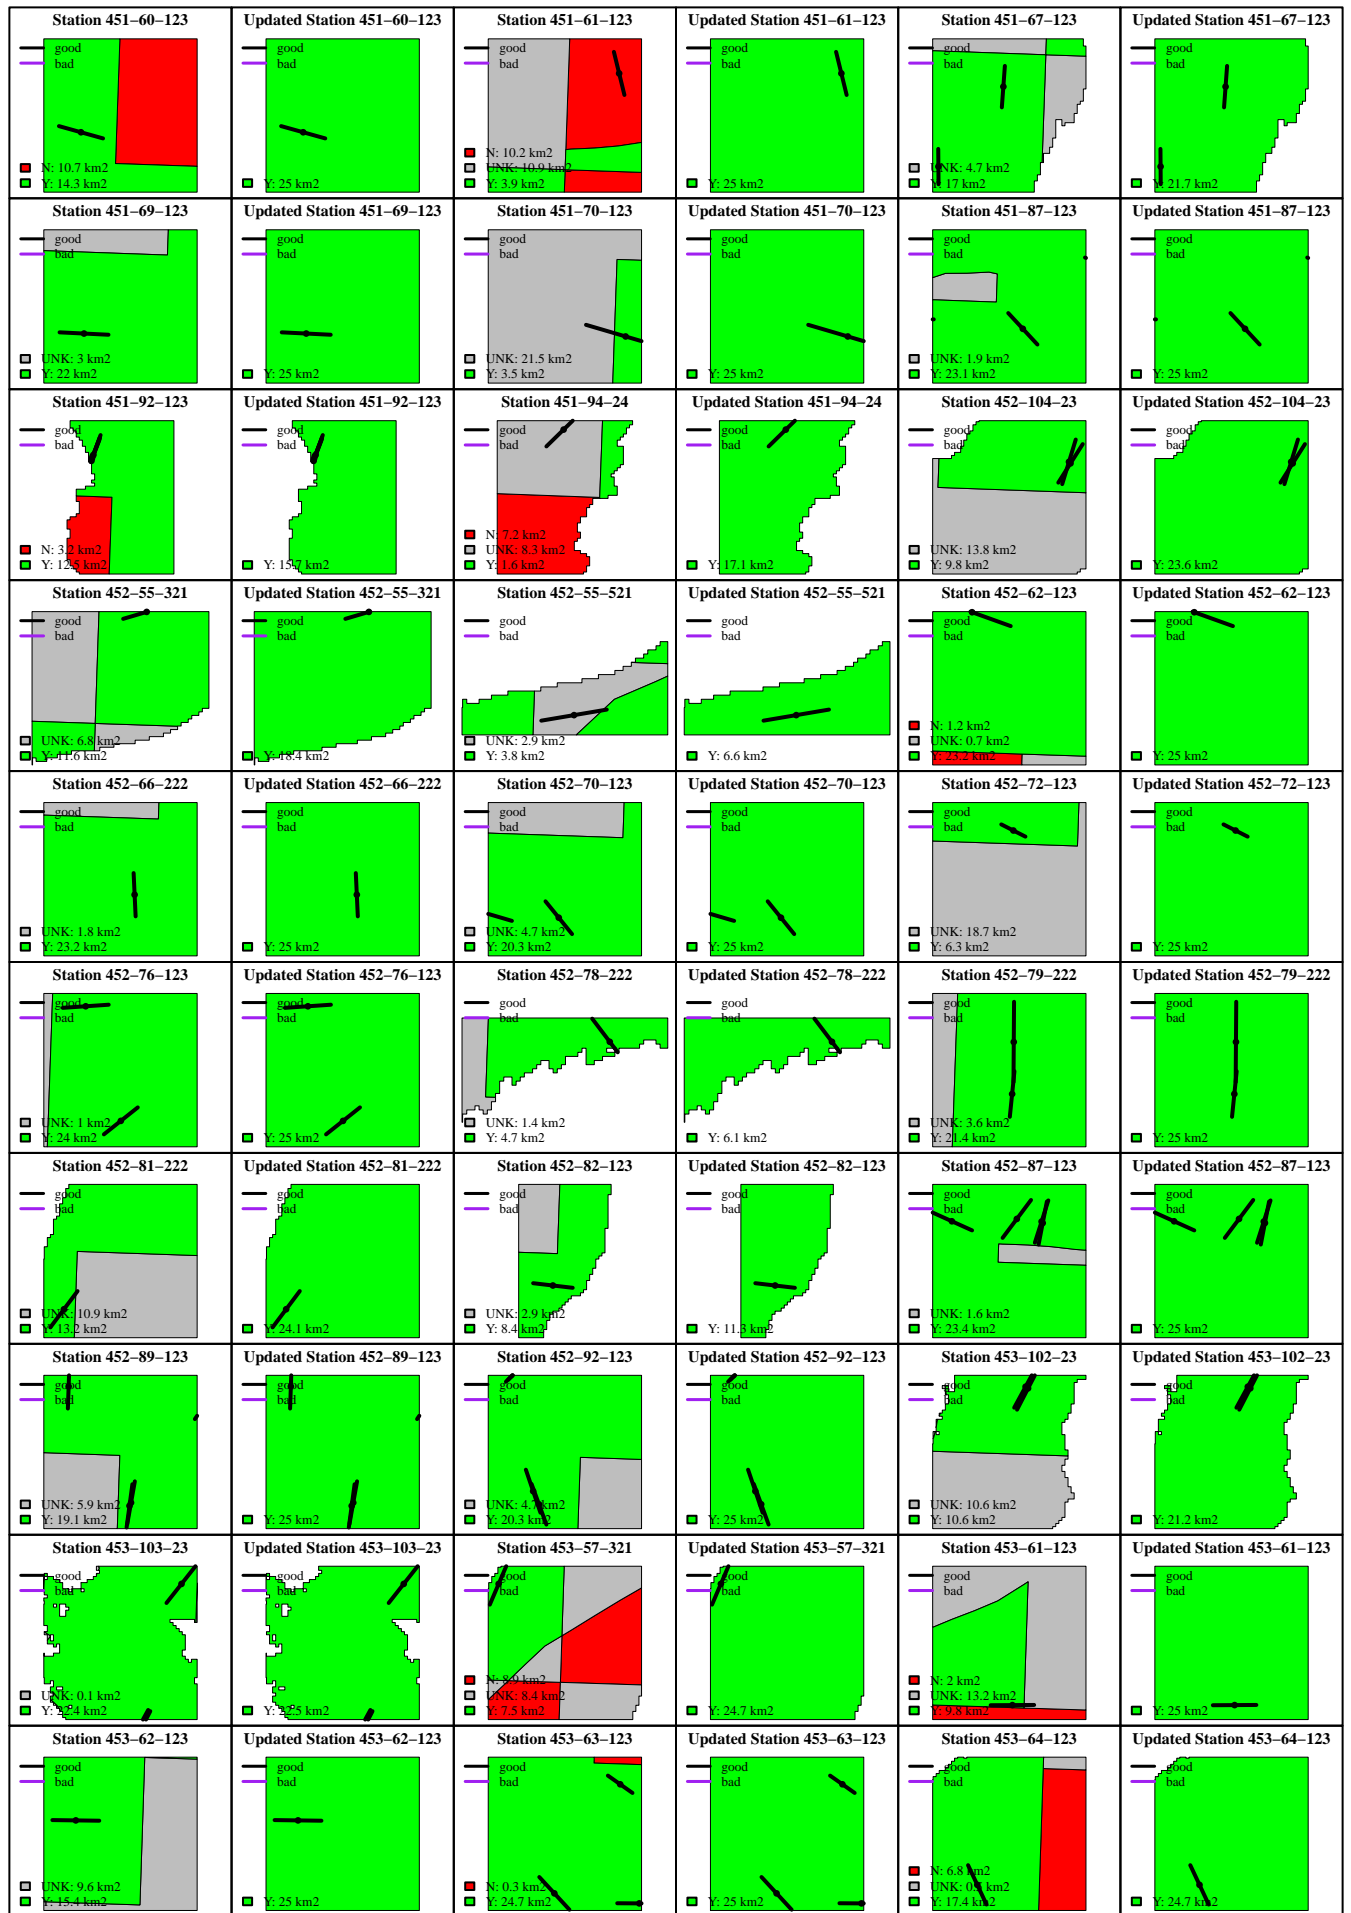 Station 451−60−123
good
bad
N: 10.7 km2
Y: 14.3 km2
Updated Station 451−60−123
good
bad
Y: 25 km2
Station 451−61−123
good
bad
N: 10.2 km2
UNK: 10.9 km2
Y: 3.9 km2
Updated Station 451−61−123
good
bad
Y: 25 km2
Station 451−67−123
good
bad
UNK: 4.7 km2
Y: 17 km2
Updated Station 451−67−123
good
bad
Y: 21.7 km2
Station 451−69−123
good
bad
UNK: 3 km2
Y: 22 km2
Updated Station 451−69−123
good
bad
Y: 25 km2
Station 451−70−123
good
bad
UNK: 21.5 km2
Y: 3.5 km2
Updated Station 451−70−123
good
bad
Y: 25 km2
Station 451−87−123
good
bad
UNK: 1.9 km2
Y: 23.1 km2
Updated Station 451−87−123
good
bad
Y: 25 km2
Station 451−92−123
good
bad
N: 3.2 km2
Y: 12.5 km2
Updated Station 451−92−123
good
bad
Y: 15.7 km2
Station 451−94−24
good
bad
N: 7.2 km2
UNK: 8.3 km2
Y: 1.6 km2
Updated Station 451−94−24
good
bad
Y: 17.1 km2
Station 452−104−23
good
bad
UNK: 13.8 km2
Y: 9.8 km2
Updated Station 452−104−23
good
bad
Y: 23.6 km2
Station 452−55−321
good
bad
UNK: 6.8 km2
Y: 11.6 km2
Updated Station 452−55−321
good
bad
Y: 18.4 km2
Station 452−55−521
good
bad
UNK: 2.9 km2
Y: 3.8 km2
Updated Station 452−55−521
good
bad
Y: 6.6 km2
Station 452−62−123
good
bad
N: 1.2 km2
UNK: 0.7 km2
Y: 23.2 km2
Updated Station 452−62−123
good
bad
Y: 25 km2
Station 452−66−222
good
bad
UNK: 1.8 km2
Y: 23.2 km2
Updated Station 452−66−222
good
bad
Y: 25 km2
Station 452−70−123
good
bad
UNK: 4.7 km2
Y: 20.3 km2
Updated Station 452−70−123
good
bad
Y: 25 km2
Station 452−72−123
good
bad
UNK: 18.7 km2
Y: 6.3 km2
Updated Station 452−72−123
good
bad
Y: 25 km2
Station 452−76−123
good
bad
UNK: 1 km2
Y: 24 km2
Updated Station 452−76−123
good
bad
Y: 25 km2
Station 452−78−222
good
bad
UNK: 1.4 km2
Y: 4.7 km2
Updated Station 452−78−222
good
bad
Y: 6.1 km2
Station 452−79−222
good
bad
UNK: 3.6 km2
Y: 21.4 km2
Updated Station 452−79−222
good
bad
Y: 25 km2
Station 452−81−222
good
bad
UNK: 10.9 km2
Y: 13.2 km2
Updated Station 452−81−222
good
bad
Y: 24.1 km2
Station 452−82−123
good
bad
UNK: 2.9 km2
Y: 8.4 km2
Updated Station 452−82−123
good
bad
Y: 11.3 km2
Station 452−87−123
good
bad
UNK: 1.6 km2
Y: 23.4 km2
Updated Station 452−87−123
good
bad
Y: 25 km2
Station 452−89−123
good
bad
UNK: 5.9 km2
Y: 19.1 km2
Updated Station 452−89−123
good
bad
Y: 25 km2
Station 452−92−123
good
bad
UNK: 4.7 km2
Y: 20.3 km2
Updated Station 452−92−123
good
bad
Y: 25 km2
Station 453−102−23
good
bad
UNK: 10.6 km2
Y: 10.6 km2
Updated Station 453−102−23
good
bad
Y: 21.2 km2
Station 453−103−23
good
bad
UNK: 0.1 km2
Y: 22.4 km2
Updated Station 453−103−23
good
bad
Y: 22.5 km2
Station 453−57−321
good
bad
N: 8.9 km2
UNK: 8.4 km2
Y: 7.5 km2
Updated Station 453−57−321
good
bad
Y: 24.7 km2
Station 453−61−123
good
bad
N: 2 km2
UNK: 13.2 km2
Y: 9.8 km2
Updated Station 453−61−123
good
bad
Y: 25 km2
Station 453−62−123
good
bad
UNK: 9.6 km2
Y: 15.4 km2
Updated Station 453−62−123
good
bad
Y: 25 km2
Station 453−63−123
good
bad
N: 0.3 km2
Y: 24.7 km2
Updated Station 453−63−123
good
bad
Y: 25 km2
Station 453−64−123
good
bad
N: 6.8 km2
UNK: km2
Y: 17.4 km2
Updated Station 453−64−123
good
bad
Y: 24.7 km2